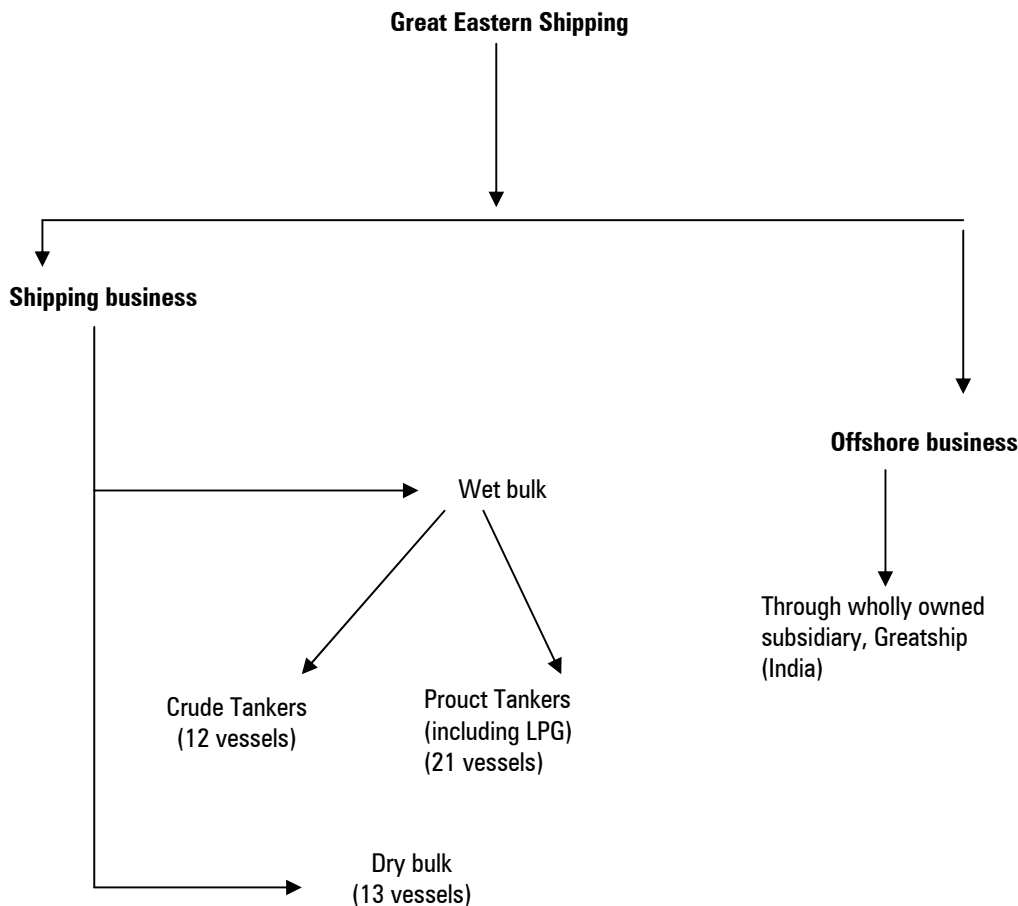 Great Eastern Shipping
Shipping business
Offshore business
Wet bulk
Through wholly owned
subsidiary, Greatship
(India)
Crude Tankers
(12 vessels)
Prouct Tankers
(including LPG)
(21 vessels)
Dry bulk
(13 vessels)